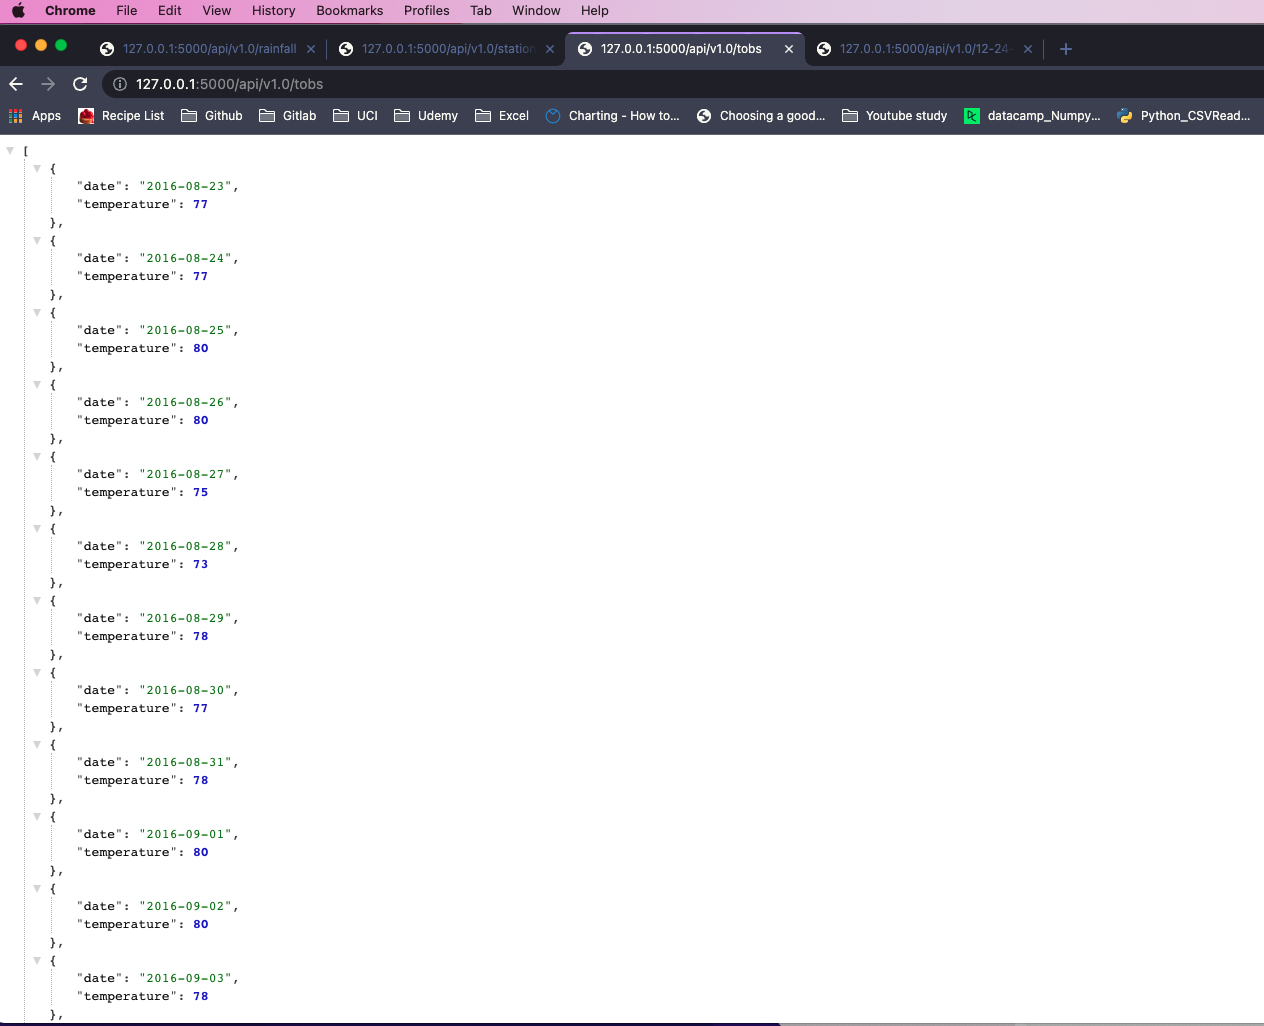 Chrome File Edit View History Bookmarks Profiles Tab Window Help
127.0.0.1:5000/api/v1.0/rainfall 127.0.0.1:5000/api/v1.0/station 127.0.0.1:5000/api/v1.0/tobs 127.0.0.1:5000/api/v1.0/12-24-
127.0.0.1:5000/api/v1.0/tobs
Apps Recipe List Github Gitlab UCI Udemy Excel Charting - How to... Choosing a good... Youtube study datacamp_Numpy... Python_CSVRead...
[
{
"date": "2016-08-23",
"temperature": 77
},
{
"date": "2016-08-24",
"temperature": 77
},
{
"date": "2016-08-25",
"temperature": 80
},
{
"date": "2016-08-26",
"temperature": 80
},
{
"date": "2016-08-27",
"temperature": 75
},
{
"date": "2016-08-28",
"temperature": 73
},
{
"date": "2016-08-29",
"temperature": 78
},
{
"date": "2016-08-30",
"temperature": 77
},
{
"date": "2016-08-31",
"temperature": 78
},
{
"date": "2016-09-01",
"temperature": 80
},
{
"date": "2016-09-02",
"temperature": 80
},
{
"date": "2016-09-03",
"temperature": 78
},